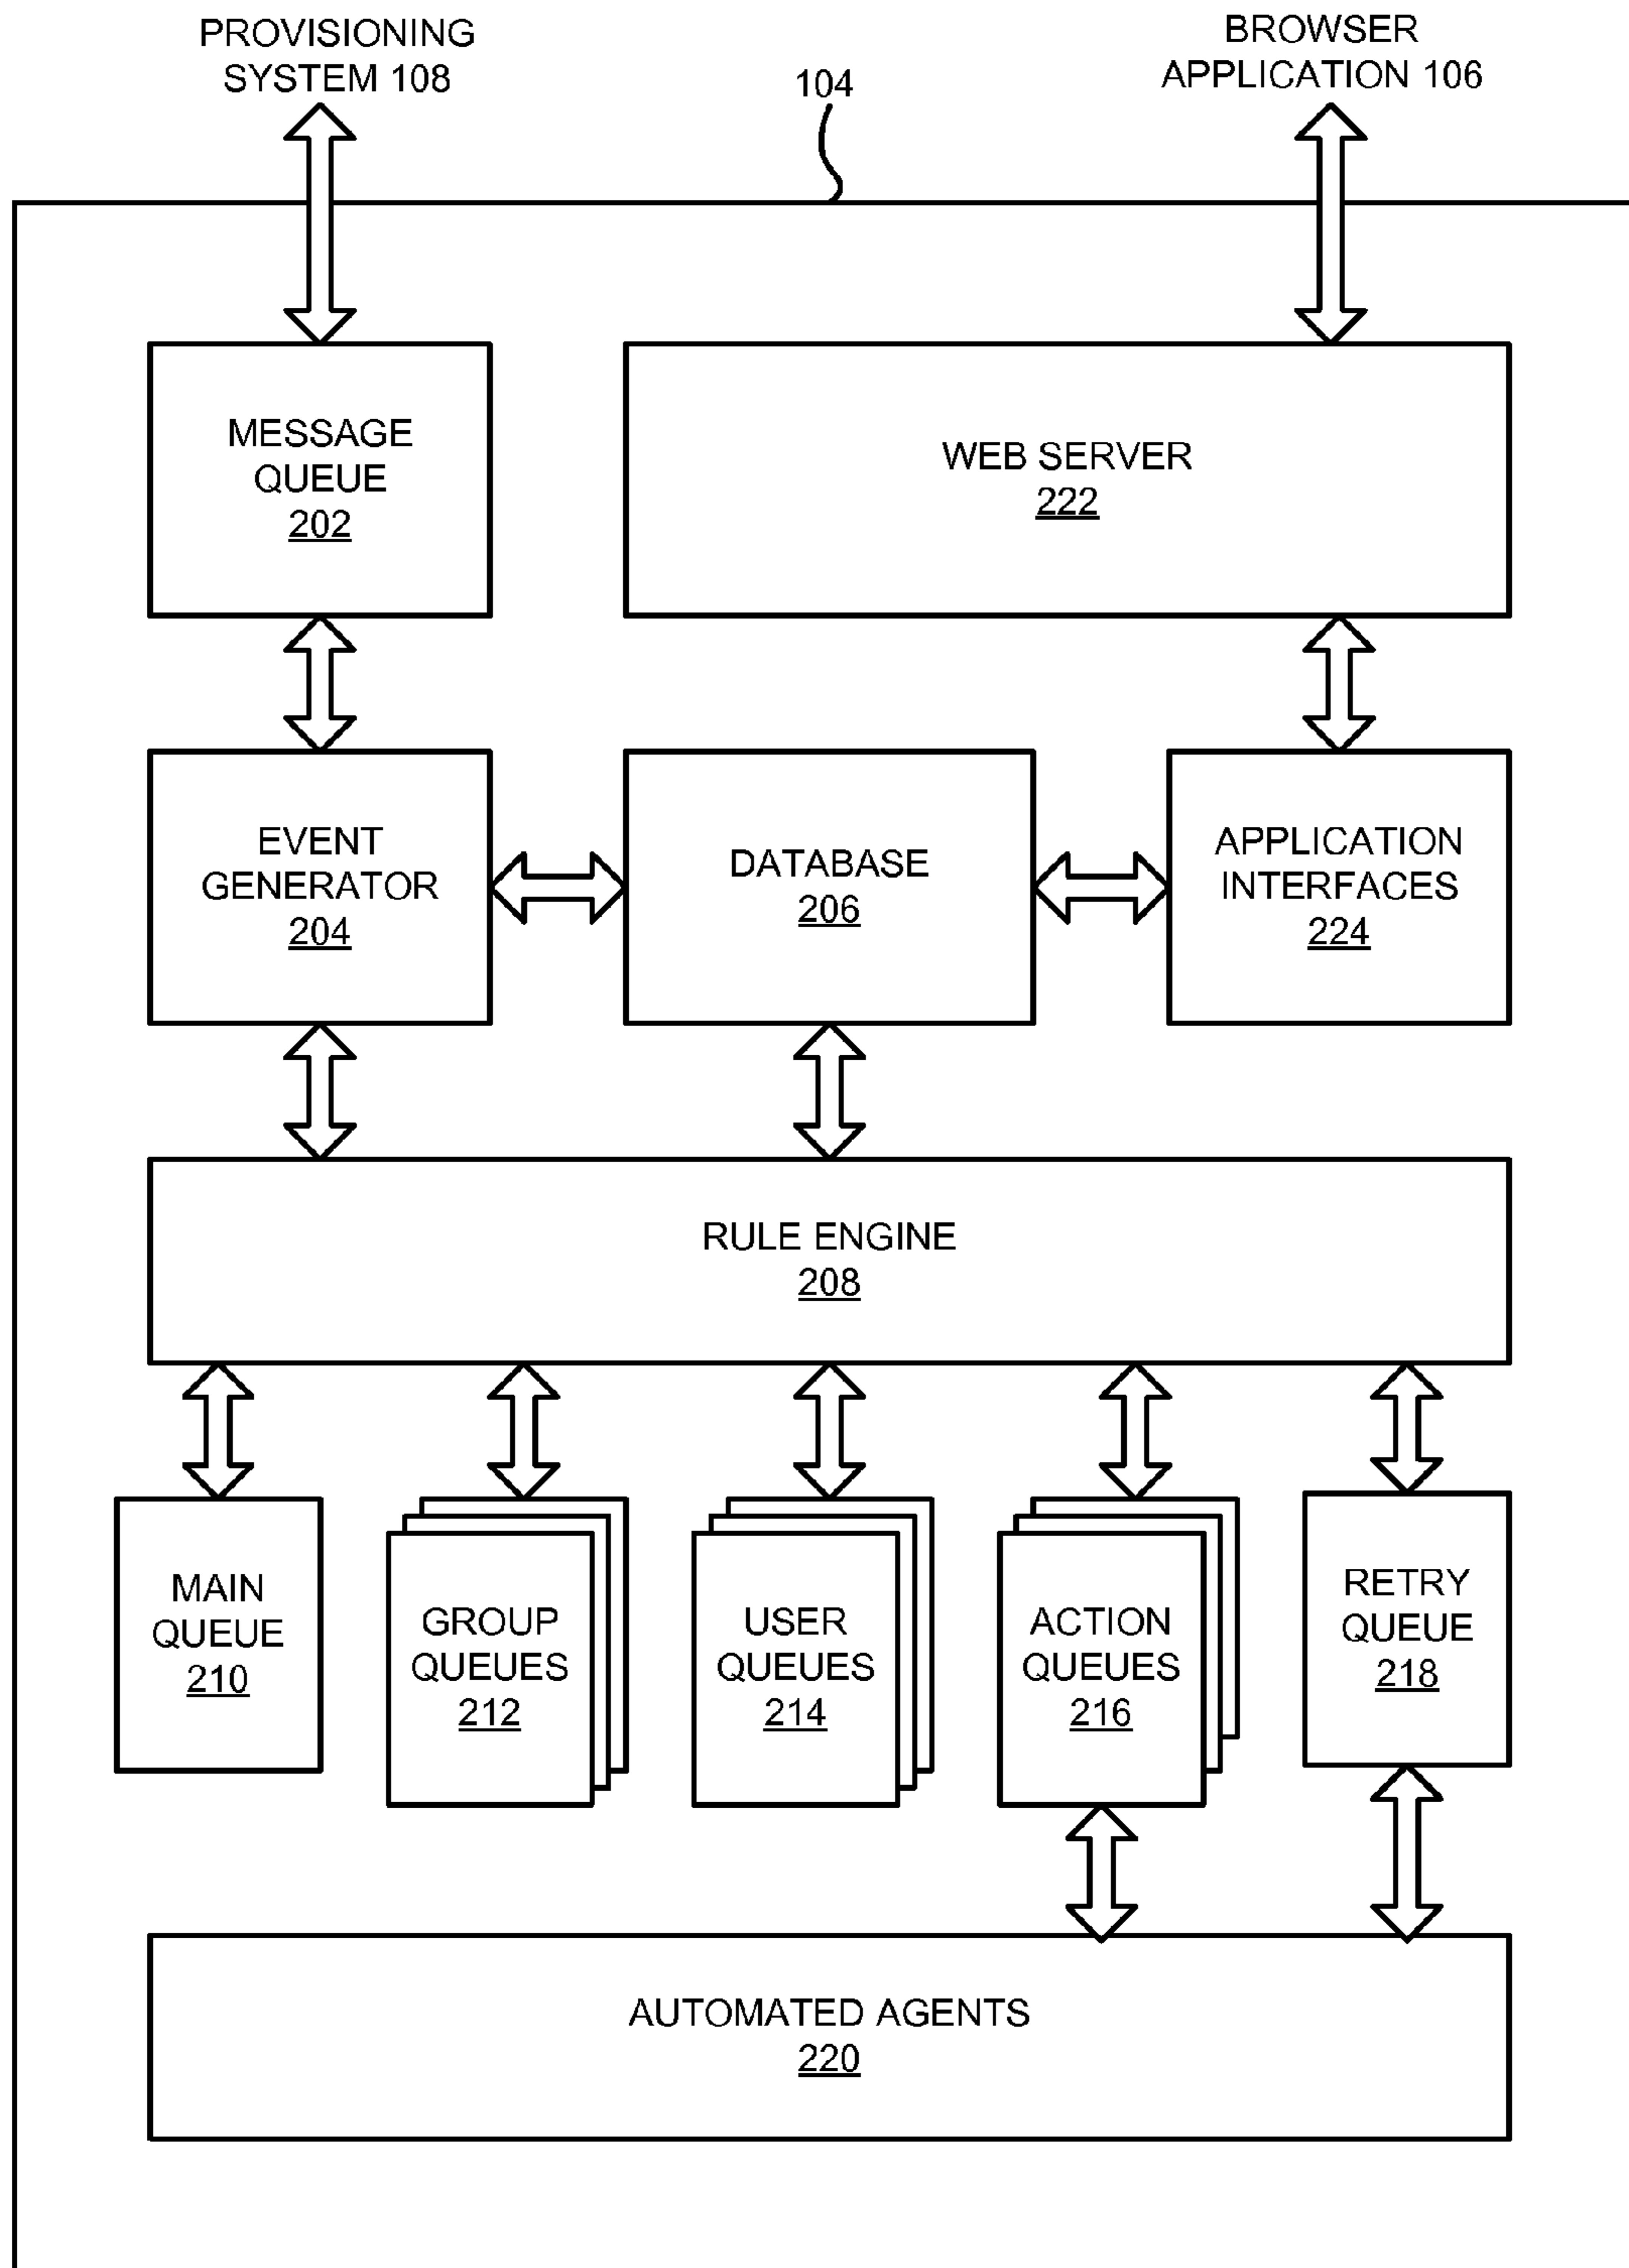 PROVISIONING
SYSTEM 108
104
BROWSER
APPLICATION 106
MESSAGE
QUEUE
202
WEB SERVER
222
EVENT
GENERATOR
204
DATABASE
206
APPLICATION
INTERFACES
224
RULE ENGINE
208
MAIN
QUEUE
210
GROUP
QUEUES
212
USER
QUEUES
214
ACTION
QUEUES
216
RETRY
QUEUE
218
AUTOMATED AGENTS
220